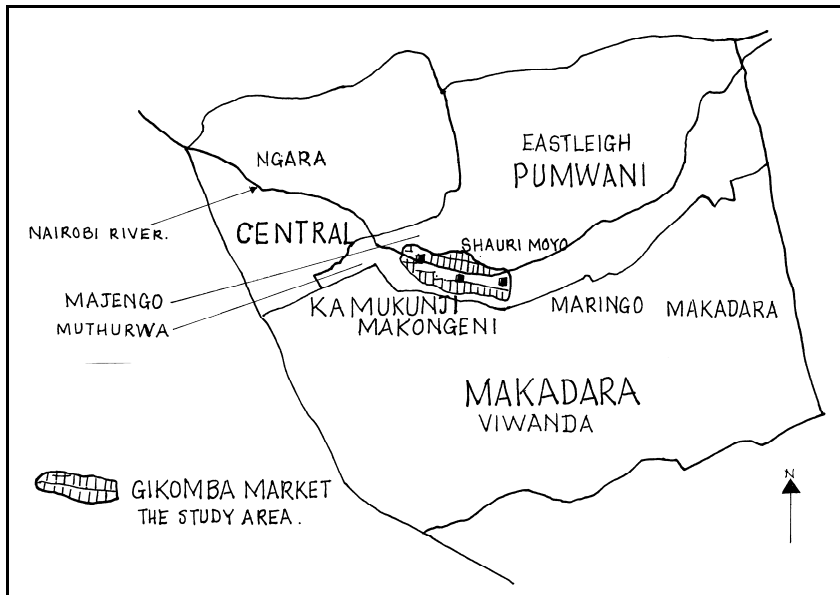 EASTLEIGH
PUMWANI
NGARA
NAIROBI RIVER.
CENTRAL
SHAURI MOYO
MAJENGO
MUTHURWA
KAMUKUNJI
MAKONGENI
MARINGO
MAKADARA
MAKADARA
VIWANDA
GIKOMBA MARKET
THE STUDY AREA.
N